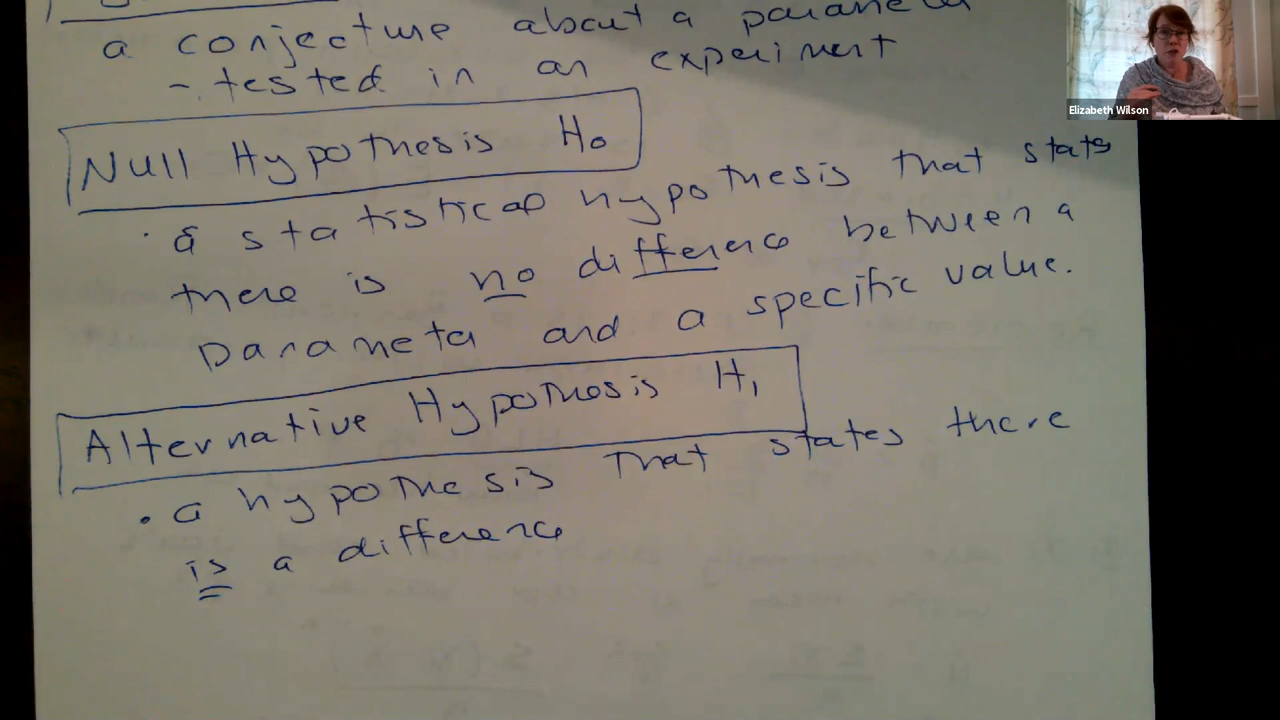 a conjecture about a parameter
- tested in an experiment
Elizabeth Wilson
Null Hypothesis H₀
· a statistical hypothesis that states
there is no difference between a
parameter and a specific value.
Alternative Hypothesis H₁
• a hypothesis that states there
is a difference